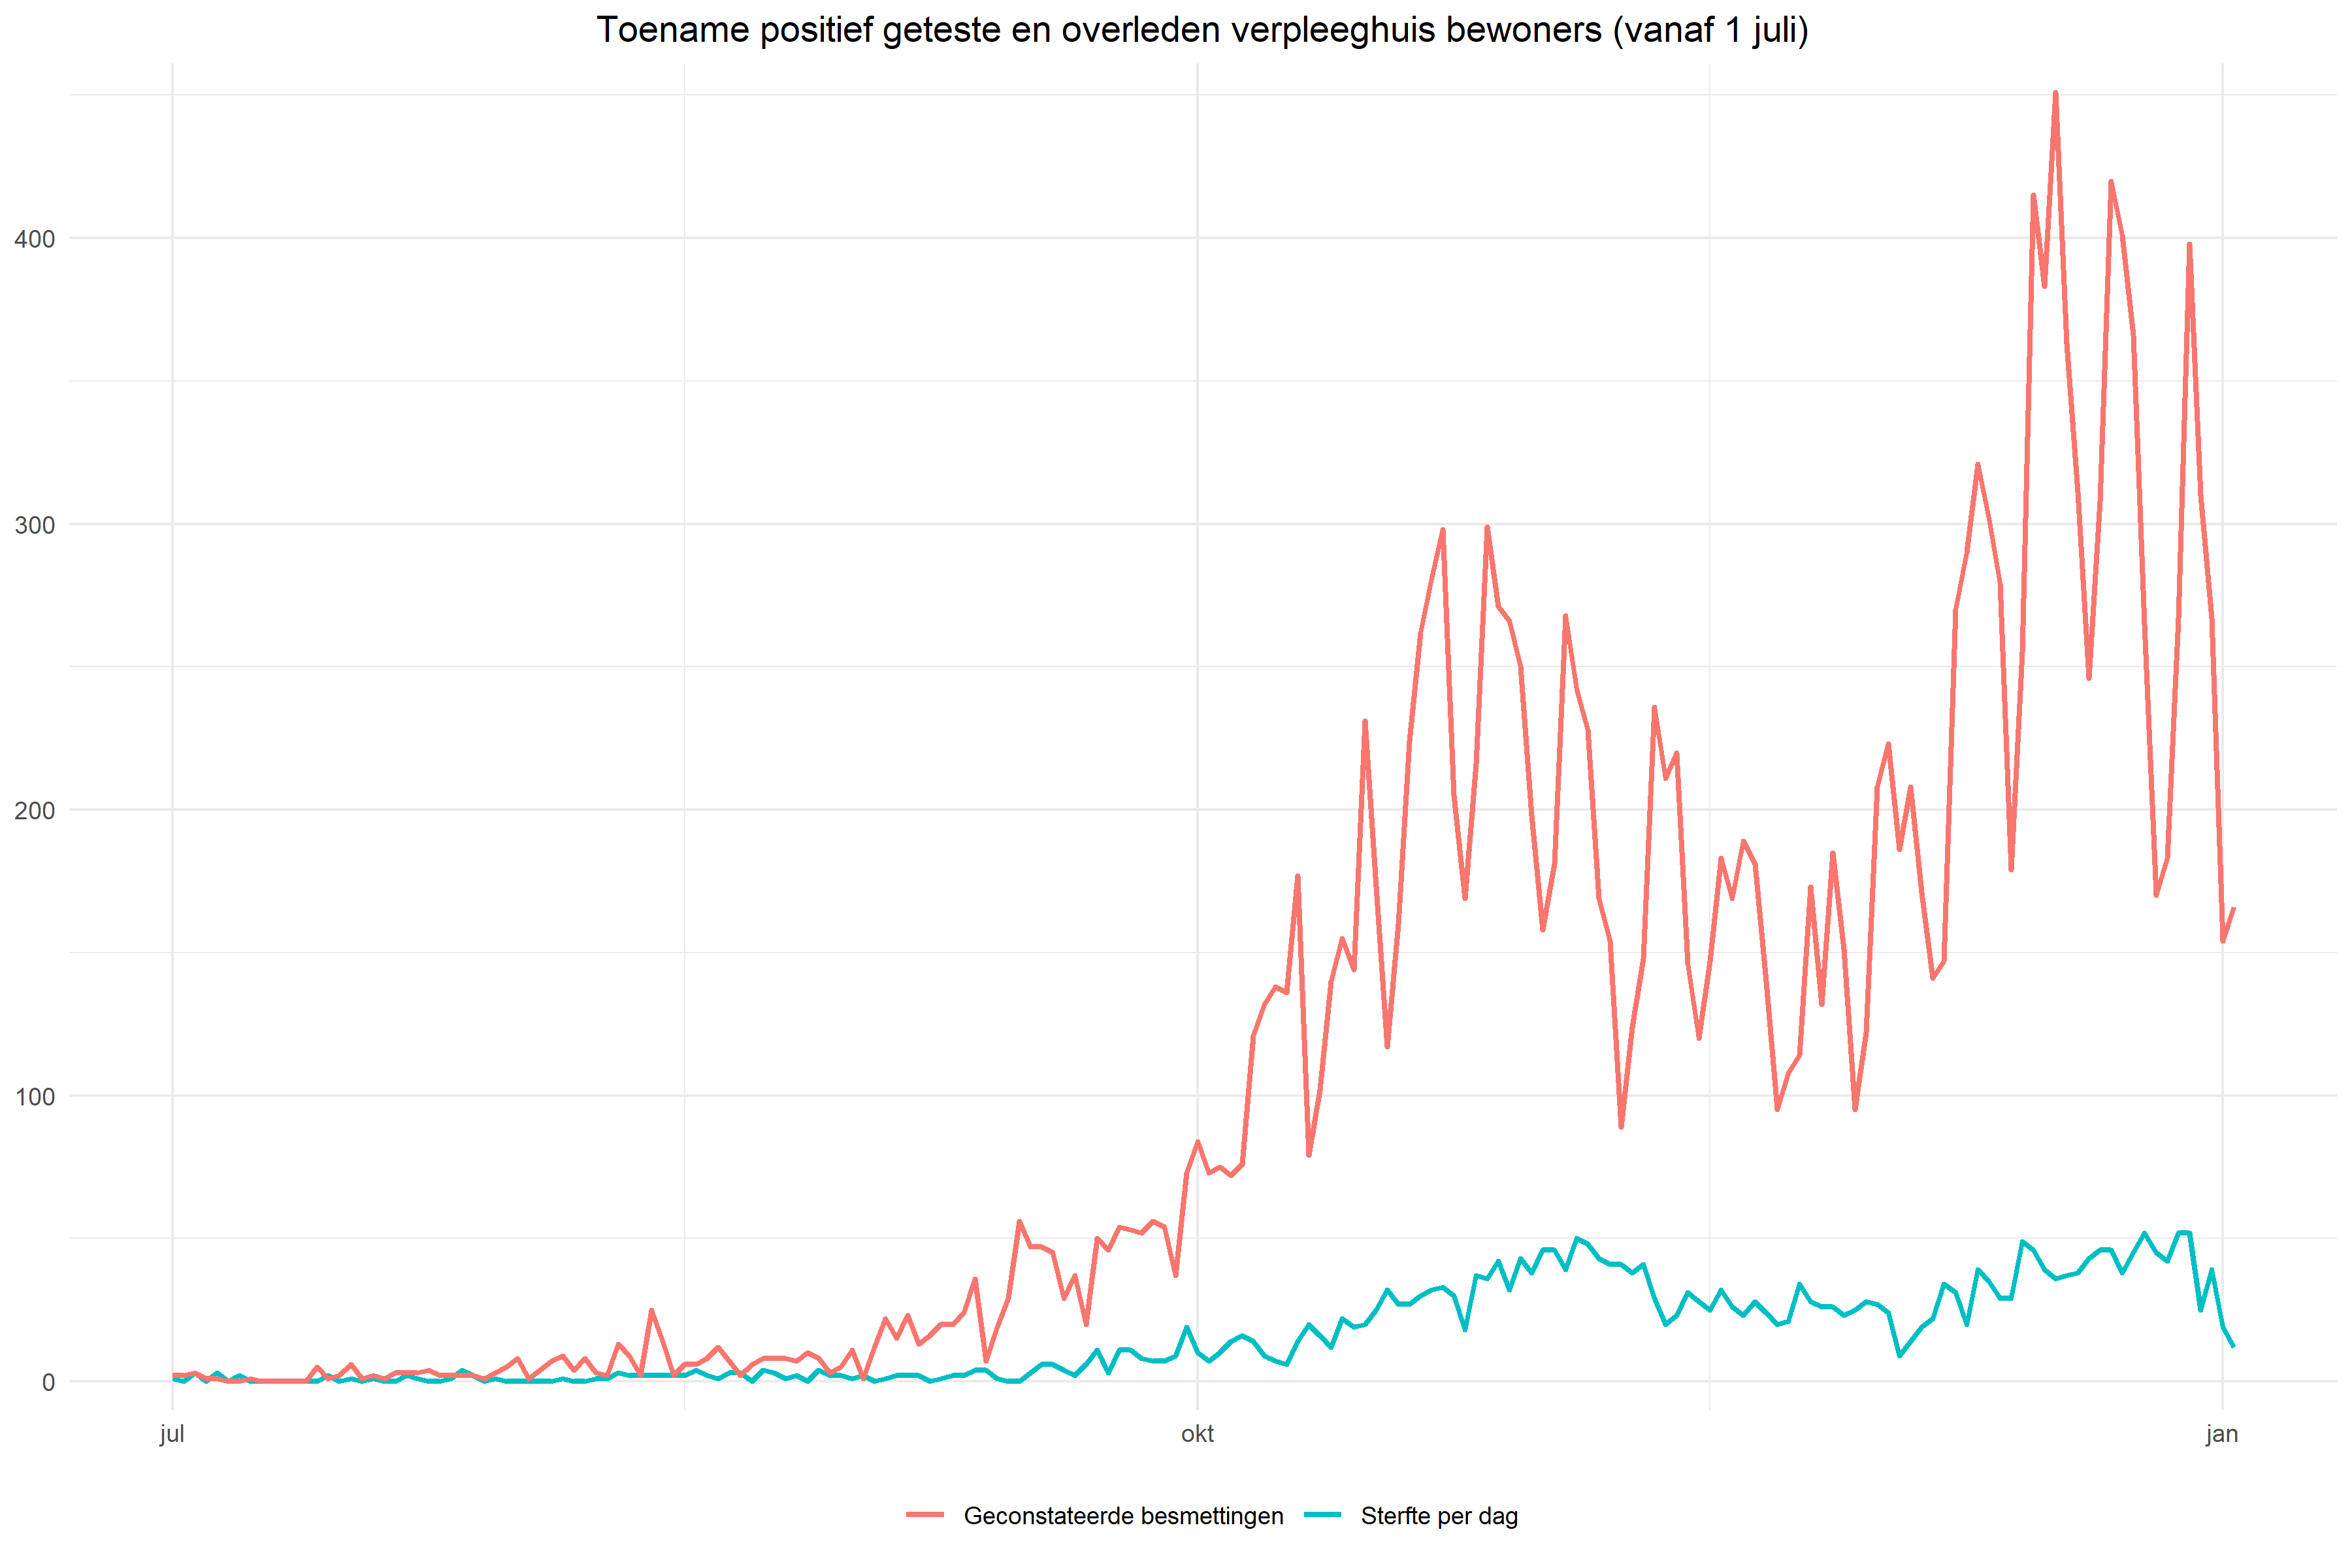 Toename positief geteste en overleden verpleeghuis bewoners (vanaf 1 juli)
400
300
200
100
0
jul okt jan
Geconstateerde besmettingen Sterfte per dag